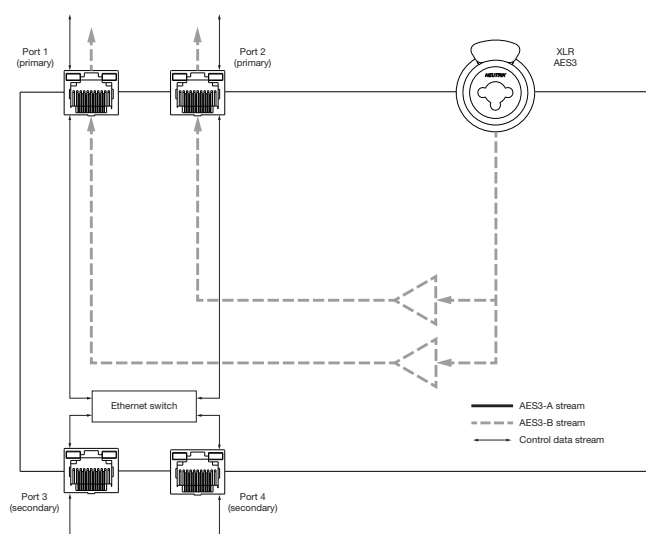 Port 1
(primary)
Port 2
(primary)
XLR
AES3
NEUTRIK
Ethernet switch
AES3-A stream
AES3-B stream
Control data stream
Port 3
(secondary)
Port 4
(secondary)